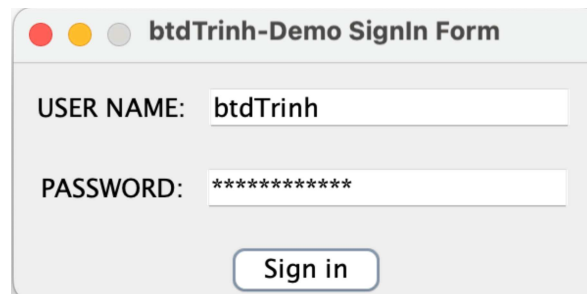 btdTrinh-Demo SignIn Form
USER NAME: btdTrinh
PASSWORD: ************
Sign in